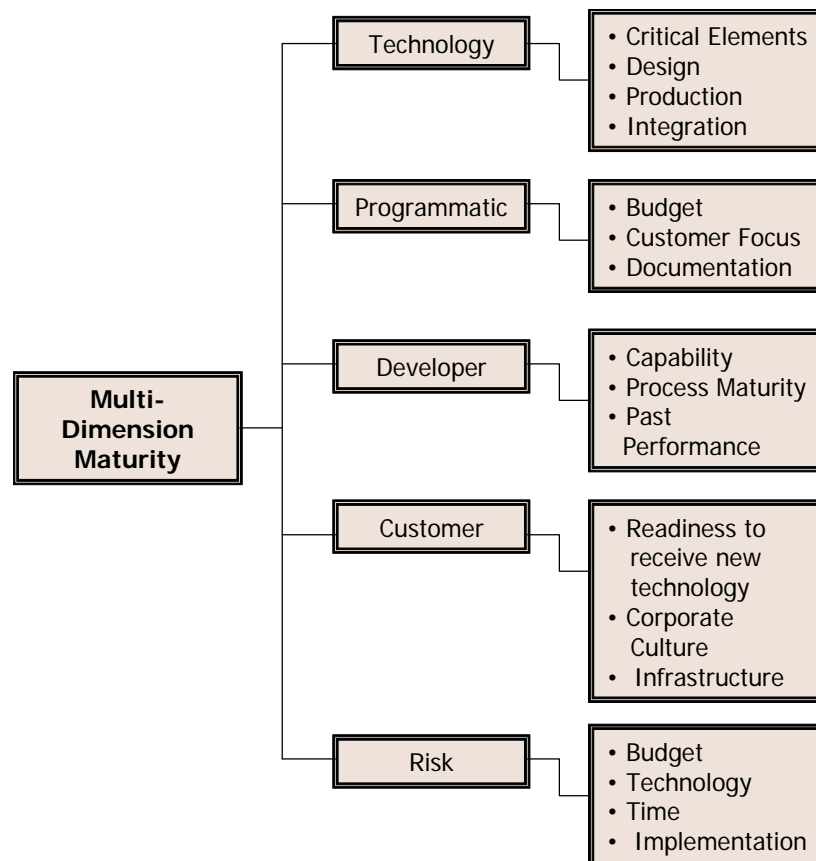 Technology
• Critical Elements
• Design
• Production
• Integration
Programmatic
• Budget
• Customer Focus
• Documentation
Multi-
Dimension
Maturity
Developer
• Capability
• Process Maturity
• Past
Performance
Customer
• Readiness to
receive new
technology
• Corporate
Culture
• Infrastructure
Risk
• Budget
• Technology
• Time
• Implementation